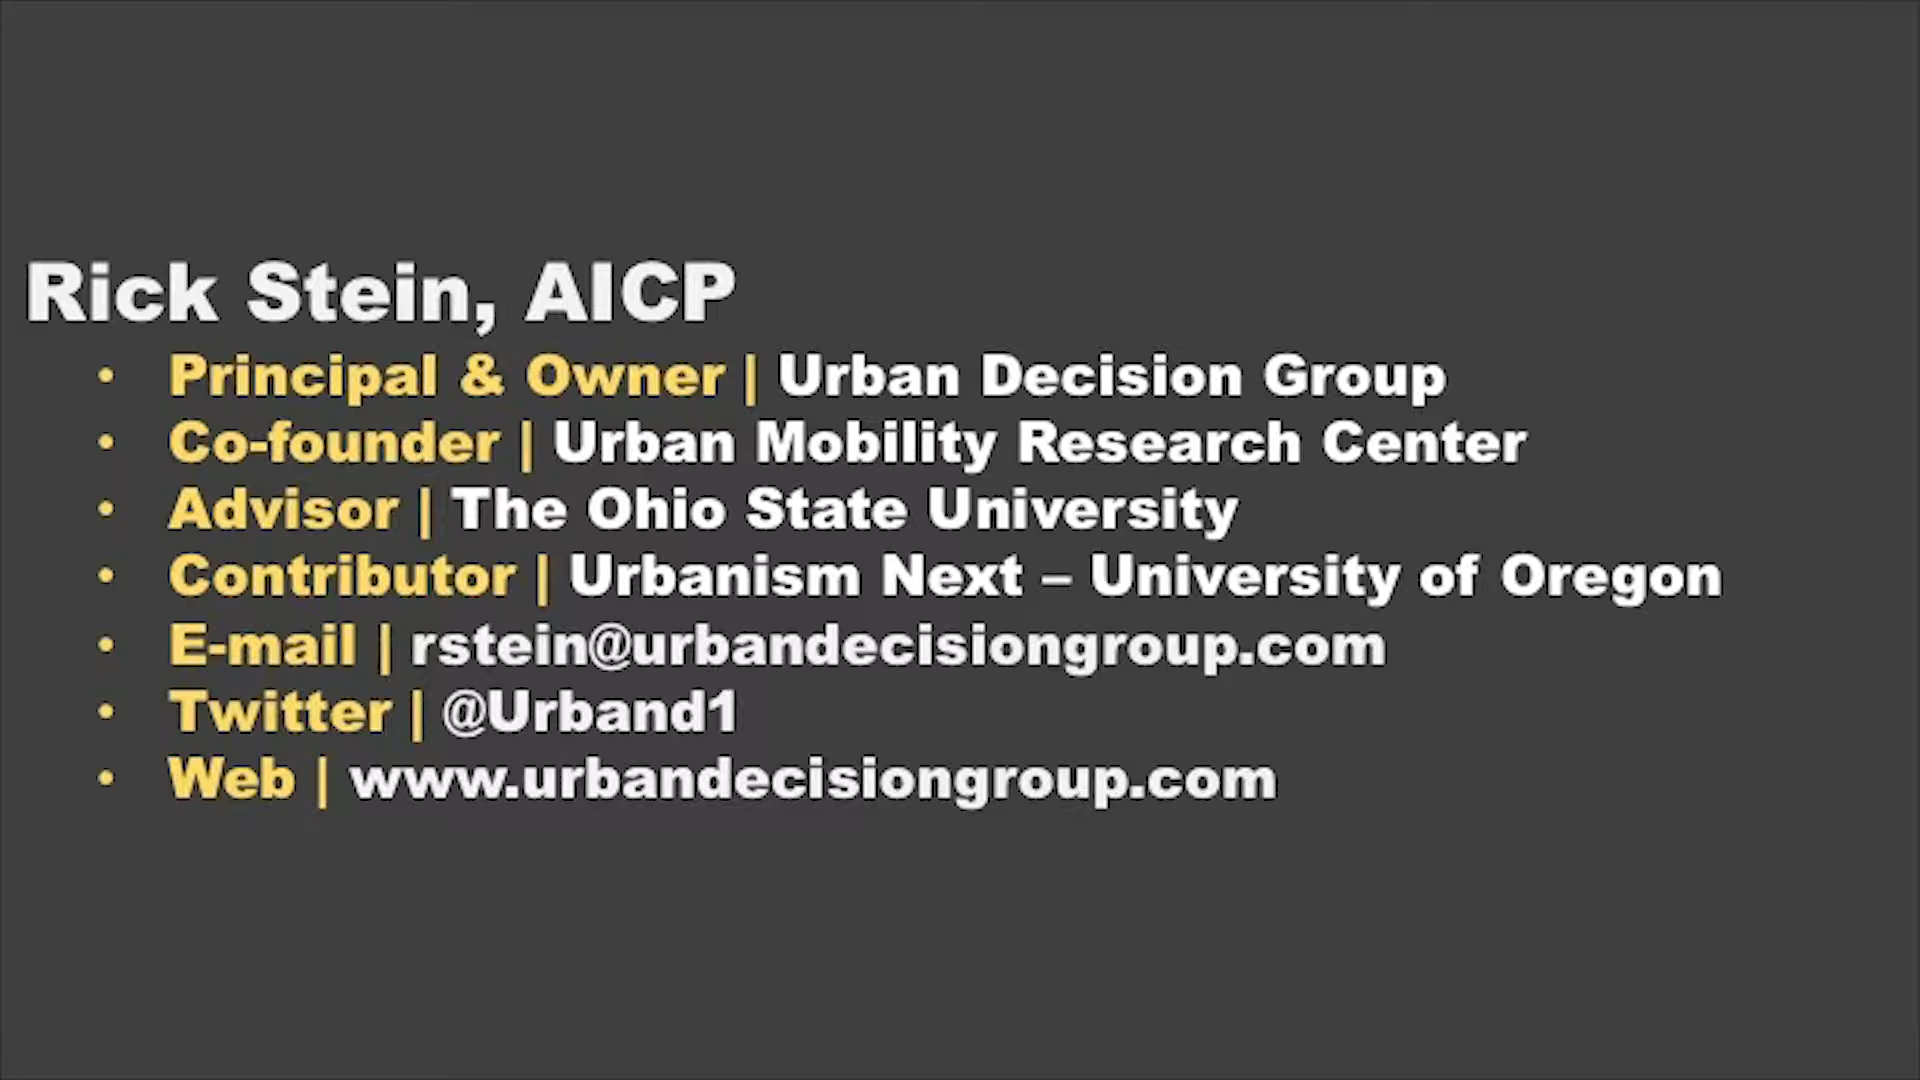 Rick Stein, AICP
• Principal & Owner | Urban Decision Group
• Co-founder | Urban Mobility Research Center
• Advisor | The Ohio State University
• Contributor | Urbanism Next – University of Oregon
• E-mail | rstein@urbandecisiongroup.com
• Twitter | @Urband1
• Web | www.urbandecisiongroup.com